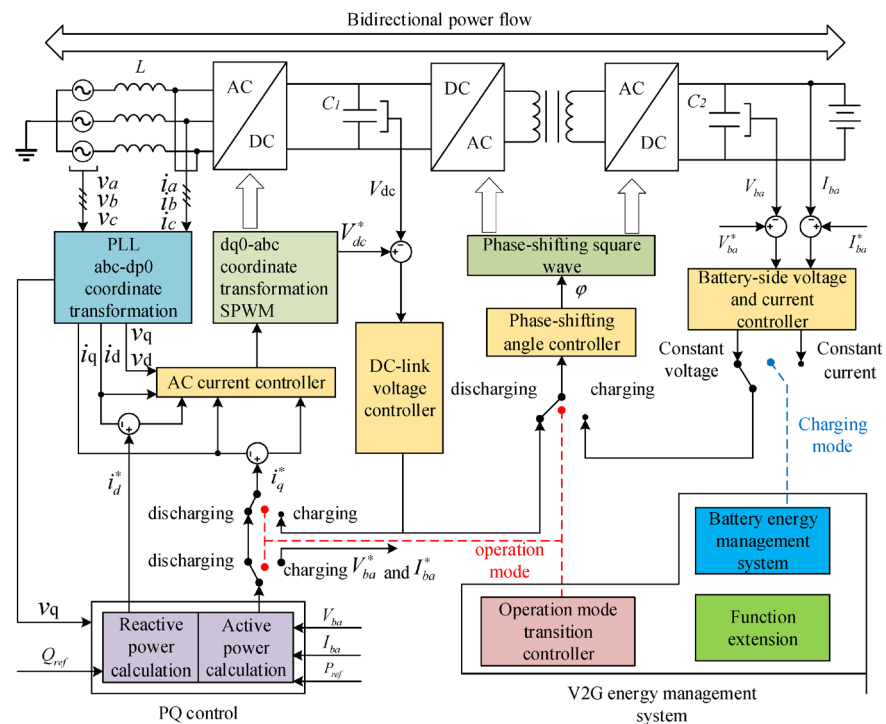 Bidirectional power flow
L
AC
DC
C1
DC
AC
AC
DC
C2
va
vb
vc
ia
ib
ic
Vdc
Vba
Iba
V*dc
V*ba
I*ba
PLL
abc-dp0
coordinate
transformation
dq0-abc
coordinate
transformation
SPWM
Phase-shifting square
wave
φ
Battery-side voltage
and current
controller
iq
id
vq
vd
AC current controller
DC-link
voltage
controller
Phase-shifting
angle controller
Constant
voltage
Constant
current
discharging
charging
Charging
mode
i*d
i*q
discharging
charging
discharging
charging V*ba and I*ba
operation
mode
Battery energy
management
system
vq
Reactive
power
calculation
Active
power
calculation
Vba
Iba
Pref
Qref
PQ control
Operation mode
transition
controller
Function
extension
V2G energy management
system